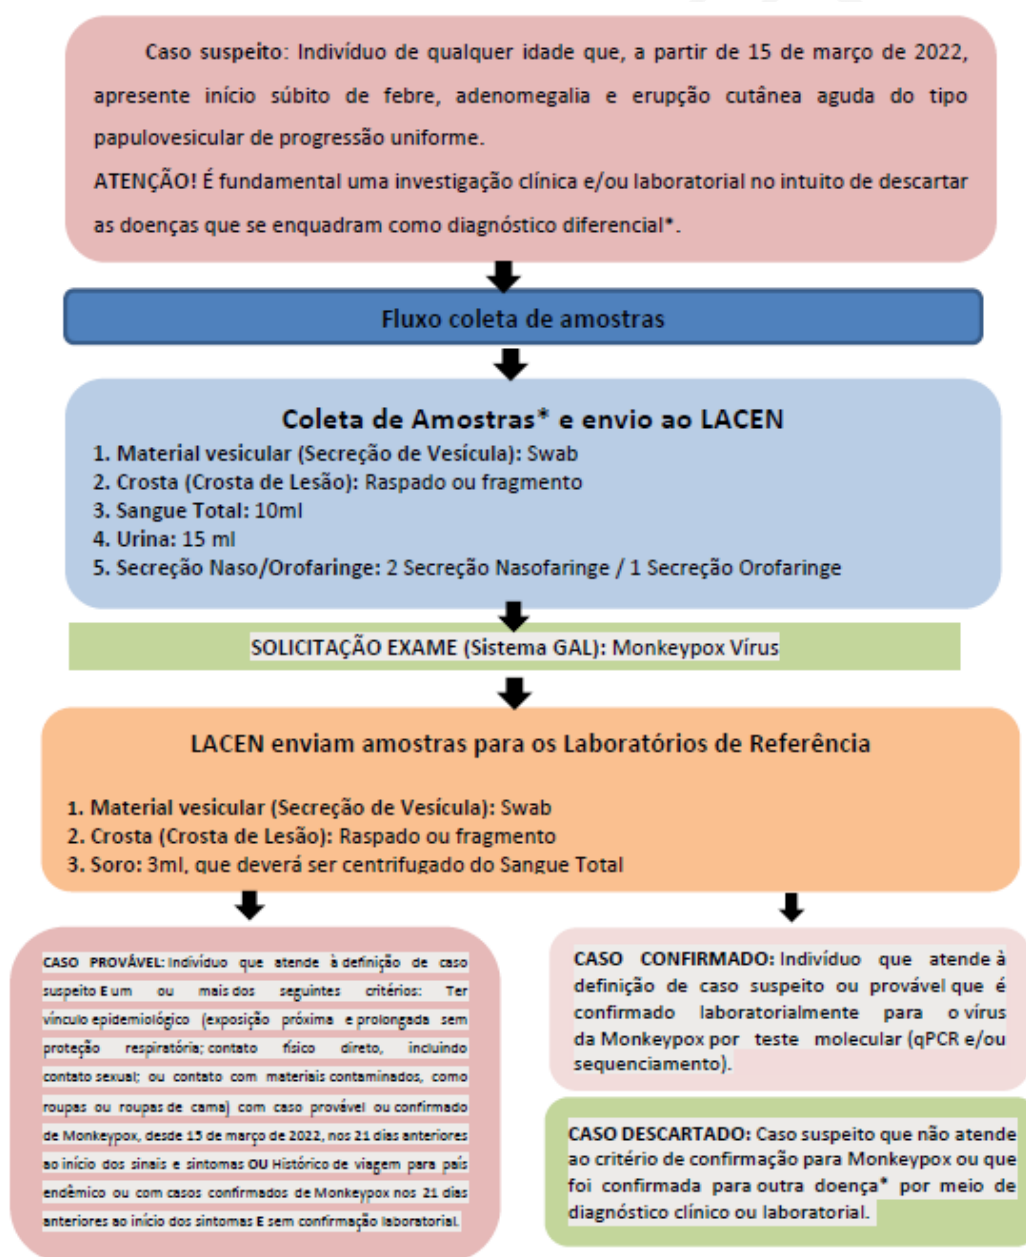 Caso suspeito: Indivíduo de qualquer idade que, a partir de 15 de março de 2022,
apresente início súbito de febre, adenomegalia e erupção cutânea aguda do tipo
papulovesicular de progressão uniforme.
ATENÇÃO! É fundamental uma investigação clínica e/ou laboratorial no intuito de descartar
as doenças que se enquadram como diagnóstico diferencial*.
Fluxo coleta de amostras
Coleta de Amostras* e envio ao LACEN
1. Material vesicular (Secreção de Vesícula): Swab
2. Crosta (Crosta de Lesão): Raspado ou fragmento
3. Sangue Total: 10ml
4. Urina: 15 ml
5. Secreção Naso/Orofaringe: 2 Secreção Nasofaringe / 1 Secreção Orofaringe
SOLICITAÇÃO EXAME (Sistema GAL): Monkeypox Vírus
LACEN enviam amostras para os Laboratórios de Referência
1. Material vesicular (Secreção de Vesícula): Swab
2. Crosta (Crosta de Lesão): Raspado ou fragmento
3. Soro: 3ml, que deverá ser centrifugado do Sangue Total
CASO PROVÁVEL: Indivíduo que atende à definição de caso
suspeito E um ou mais dos seguintes critérios: Ter
vínculo epidemiológico (exposição próxima e prolongada sem
proteção respiratória; contato físico direto, incluindo
contato sexual; ou contato com materiais contaminados, como
roupas ou roupas de cama) com caso provável ou confirmado
de Monkeypox, desde 15 de março de 2022, nos 21 dias anteriores
ao início dos sinais e sintomas OU Histórico de viagem para país
endêmico ou com casos confirmados de Monkeypox nos 21 dias
anteriores ao início dos sintomas E sem confirmação laboratorial.
CASO CONFIRMADO: Indivíduo que atende à
definição de caso suspeito ou provável que é
confirmado laboratorialmente para o vírus
da Monkeypox por teste molecular (qPCR e/ou
sequenciamento).
CASO DESCARTADO: Caso suspeito que não atende
ao critério de confirmação para Monkeypox ou que
foi confirmada para outra doença* por meio de
diagnóstico clínico ou laboratorial.